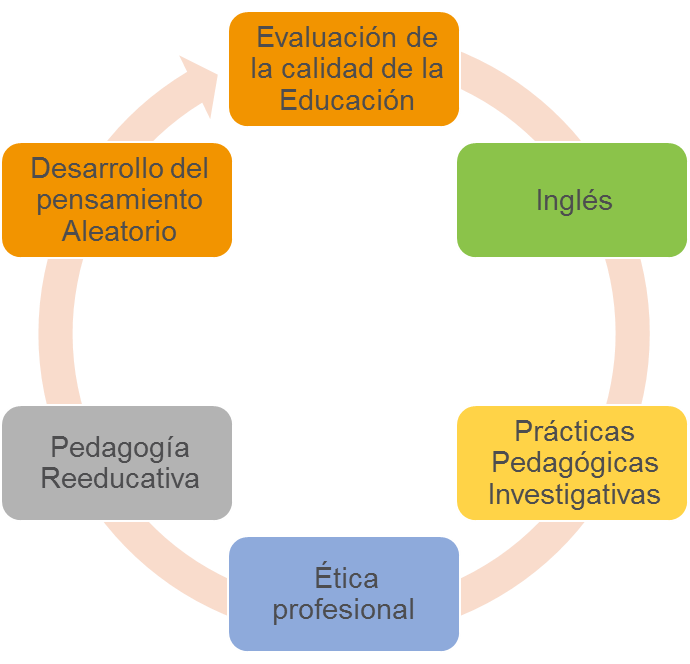 Evaluación de
la calidad de la
Educación
Inglés
Prácticas
Pedagógicas
Investigativas
Ética
profesional
Pedagogía
Reeducativa
Desarrollo del
pensamiento
Aleatorio